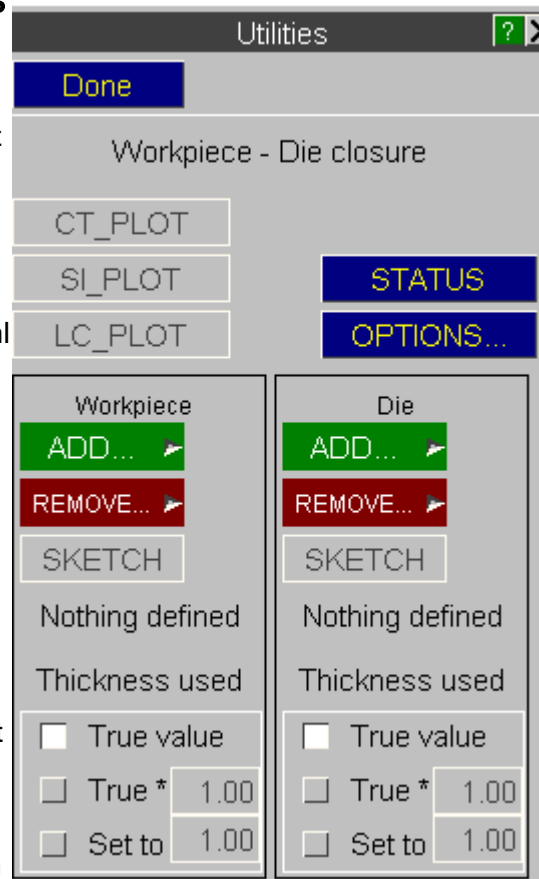 Utilities
?
Done
Workpiece - Die closure
CT_PLOT
SI_PLOT STATUS
LC_PLOT OPTIONS...
Workpiece Die
ADD... ADD...
REMOVE... REMOVE...
SKETCH SKETCH
Nothing defined Nothing defined
Thickness used Thickness used
True value True value
True * 1.00 True * 1.00
Set to 1.00 Set to 1.00